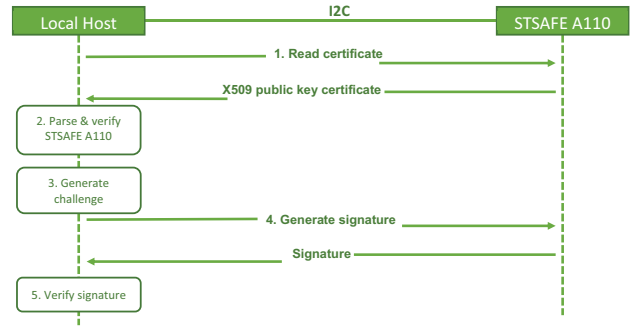 I2C
Local Host
STSAFE A110
1. Read certificate
X509 public key certificate
2. Parse & verify
STSAFE A110
3. Generate
challenge
4. Generate signature
Signature
5. Verify signature